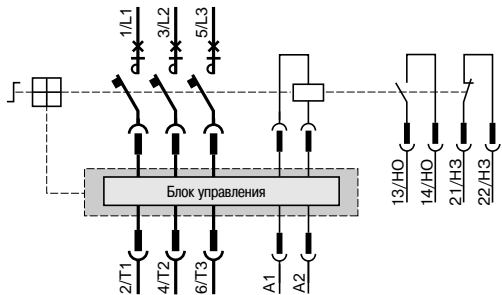 1/L1
3/L2
5/L3
Блок управления
13/НО
14/НО
21/НЗ
22/НЗ
2/T1
4/T2
6/T3
A1
A2